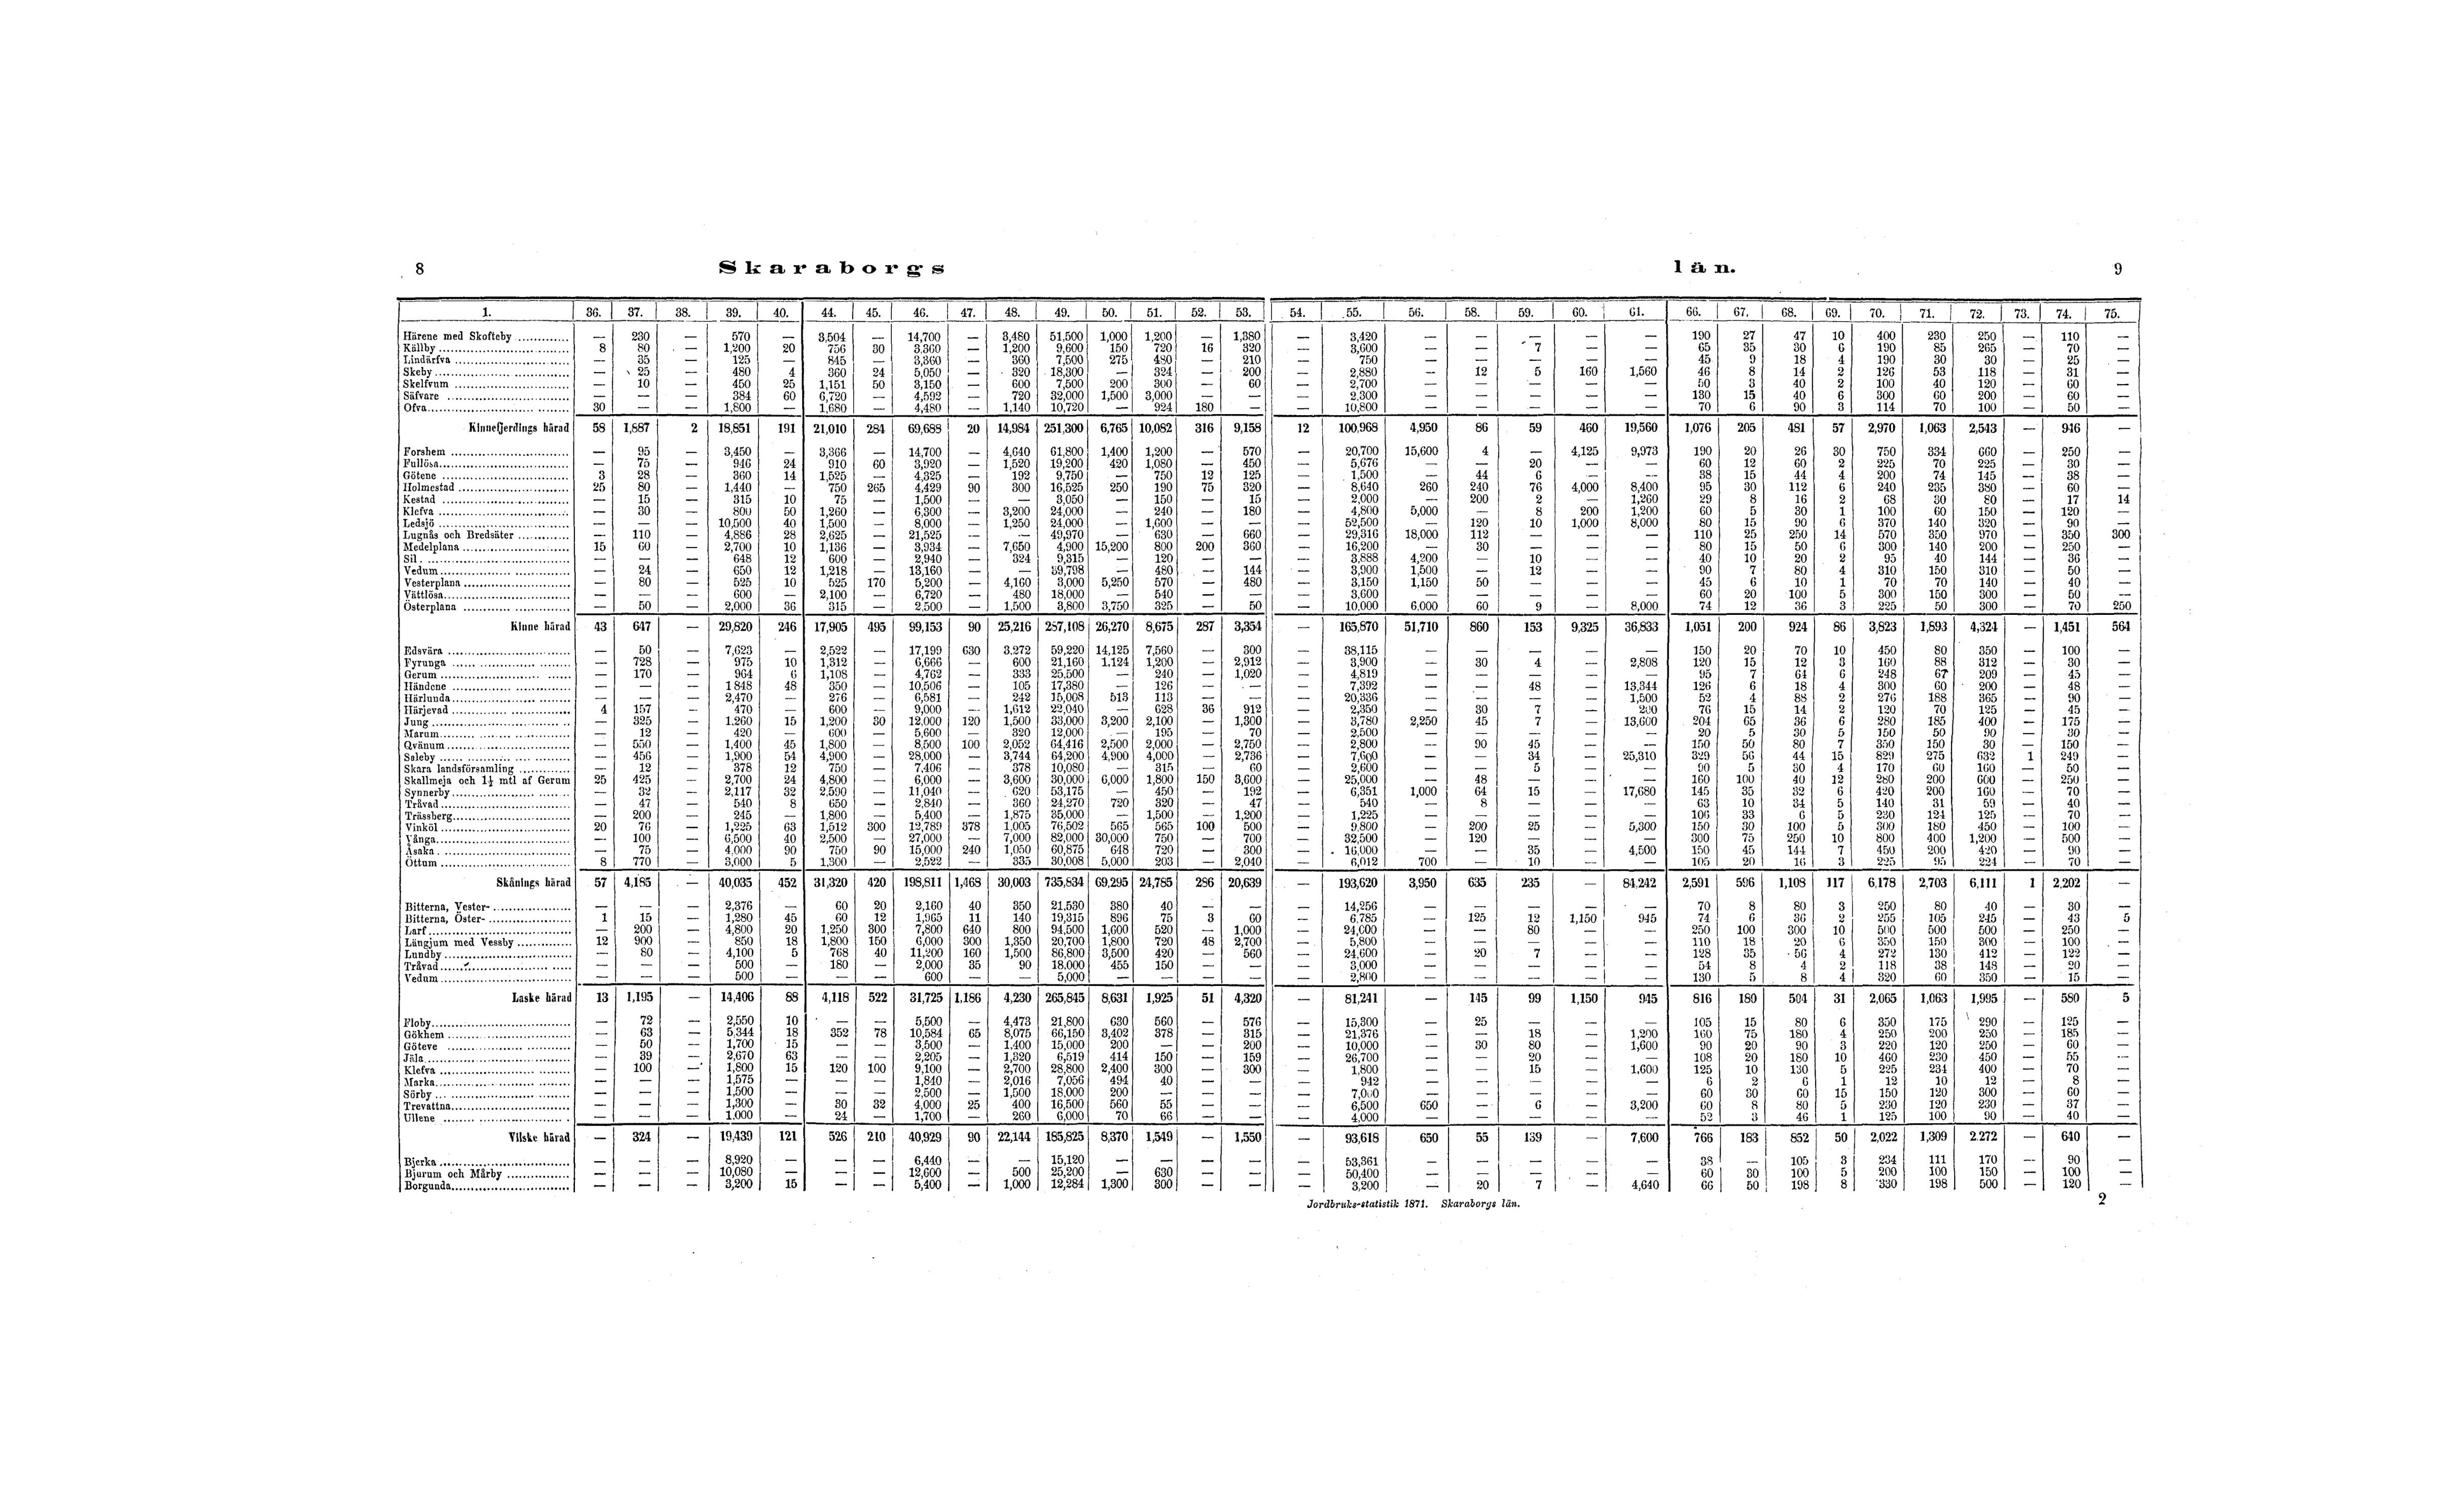 8 Skaraborgs län. 9
1. 36. 37. 38. 39. 40. 44. 45. 46. 47. 48. 49. 50. 51. 52. 53. 54. 55. 56. 58. 59. 60. 61. 66. 67. 68. 69. 70. 71. 72. 73. 74. 75.
Härene med Skofteby — 230 — 570 — 3,504 — 14,700 — 3,480 51,500 1,000 1,200 — 1,380 — 3,420 — — — — — 190 27 47 10 400 230 250 — 110 —
Källby 8 80 — 1,200 20 756 30 3,360 — 1,200 9,600 150 720 16 320 — 3,600 — — 7 — — 65 35 30 6 190 85 265 — 70 —
Lindärfva — 35 — 125 — 845 — 3,360 — 360 7,500 275 480 — 210 — 750 — — — — — 45 9 18 4 190 30 30 — 25 —
Skeby — 25 — 480 4 360 24 5,050 — 320 18,300 — 324 — 200 — 2,880 — 12 5 160 1,560 46 8 14 2 126 53 118 — 31 —
Skelfvum — 10 — 450 25 1,151 50 3,150 — 600 7,500 200 300 — 60 — 2,700 — — — — — 50 3 40 2 100 40 120 — 60 —
Säfvare — — — 384 60 6,720 — 4,592 — 720 32,000 1,500 3,000 — — — 2,300 — — — — — 130 15 40 6 300 60 200 — 60 —
Ofva 30 — — 1,800 — 1,680 — 4,480 — 1,140 10,720 — 924 180 — — 10,800 — — — — — 70 6 90 3 114 70 100 — 50 —
Kinnefjerdings härad 58 1,887 2 18,851 191 21,010 284 69,688 20 14,984 251,300 6,765 10,082 316 9,158 12 100,968 4,950 86 59 460 19,560 1,076 205 481 57 2,970 1,063 2,543 — 916 —
Forshem — 95 — 3,450 — 3,366 — 14,700 — 4,640 61,800 1,400 1,200 — 570 — 20,700 15,600 4 — 4,125 9,973 190 20 26 30 750 334 660 — 250 —
Fullösa — 75 — 946 24 910 60 3,920 — 1,520 19,200 420 1,080 — 450 — 5,676 — — 20 — — 60 12 60 2 225 70 225 — 30 —
Götene 3 28 — 360 14 1,525 — 4,325 — 192 9,750 — 750 12 125 — 1,500 — 44 6 — — 38 15 44 4 200 74 145 — 38 —
Holmestad 25 80 — 1,440 — 750 265 4,429 90 300 16,525 250 190 75 320 — 8,640 260 240 76 4,000 8,400 95 30 112 6 240 235 380 — 60 —
Kestad — 15 — 315 10 75 — 1,500 — — 3,050 — 150 — 15 — 2,000 — 200 2 — 1,260 29 8 16 2 68 30 80 — 17 14
Klefva — 30 — 800 50 1,260 — 6,300 — 3,200 24,000 — 240 — 180 — 4,800 5,000 — 8 200 1,200 60 5 30 1 100 60 150 — 120 —
Ledsjö — — — 10,500 40 1,500 — 8,000 — 1,250 24,000 — 1,600 — — — 52,500 — 120 10 1,000 8,000 80 15 90 6 370 140 320 — 90 —
Lugnås och Bredsäter — 110 — 4,886 28 2,625 — 21,525 — — 49,970 — 630 — 660 — 29,316 18,000 112 — — — 110 25 250 14 570 350 970 — 350 300
Medelplana 15 60 — 2,700 10 1,136 — 3,934 — 7,650 4,900 15,200 800 200 360 — 16,200 — 30 — — — 80 15 50 6 300 140 200 — 250 —
Sil — — — 648 12 600 — 2,940 — 324 9,315 — 120 — — — 3,888 4,200 — 10 — — 40 10 20 2 95 40 144 — 36 —
Vedum — 24 — 650 12 1,218 — 13,160 — — 39,798 — 480 — 144 — 3,900 1,500 — 12 — — 90 7 80 4 310 150 310 — 50 —
Vesterplana — 80 — 525 10 525 170 5,200 — 4,160 3,000 5,250 570 — 480 — 3,150 1,150 50 — — — 45 6 10 1 70 70 140 — 40 —
Vättlösa — — — 600 — 2,100 — 6,720 — 480 18,000 — 540 — — — 3,600 — — — — — 60 20 100 5 300 150 300 — 50 —
Österplana — 50 — 2,000 36 315 — 2,500 — 1,500 3,800 3,750 325 — 50 — 10,000 6,000 60 9 — 8,000 74 12 36 3 225 50 300 — 70 250
Kinne härad 43 647 — 29,820 246 17,905 495 99,153 90 25,216 287,108 26,270 8,675 287 3,354 — 165,870 51,710 860 153 9,325 36,833 1,051 200 924 86 3,823 1,893 4,324 — 1,451 564
Edsvära — 50 — 7,623 — 2,522 — 17,199 630 3,272 59,220 14,125 7,560 — 300 — 38,115 — — — — — 150 20 70 10 450 80 350 — 100 —
Fyrunga — 728 — 975 10 1,312 — 6,666 — 600 21,160 1,124 1,200 — 2,912 — 3,900 — 30 4 — 2,808 120 15 12 3 160 88 312 — 30 —
Gerum — 170 — 964 6 1,108 — 4,762 — 333 25,500 — 240 — 1,020 — 4,819 — — — — — 95 7 64 6 248 67 209 — 45 —
Händene — — — 1 848 48 350 — 10,506 — 105 17,380 — 126 — — — 7,392 — — 48 — 13,344 126 6 18 4 300 60 200 — 48 —
Härlunda — — — 2,470 — 276 — 6,581 — 242 15,008 513 113 — — — 20,336 — — — — 1,500 52 4 88 2 276 188 365 — 90 —
Härjevad 4 157 — 470 — 600 — 9,000 — 1,612 22,040 — 628 36 912 — 2,350 — 30 7 — 200 76 15 14 2 120 70 125 — 45 —
Jung — 325 — 1.260 15 1,200 30 12,000 120 1,500 33,000 3,200 2,100 — 1,300 — 3,780 2,250 45 7 — 13,600 204 65 36 6 280 185 400 — 175 —
Marum — 12 — 420 — 600 — 5,600 — 320 12,000 — 195 — 70 — 2,500 — — — — — 20 5 30 5 150 50 90 — 30 —
Qvänum — 550 — 1,400 45 1,800 — 8,500 100 2,052 64,416 2,500 2,000 — 2,750 — 2,800 — 90 45 — — 150 50 80 7 350 150 30 — 150 —
Saleby — 456 — 1,900 54 4,900 — 28,000 — 3,744 64,200 4,900 4,000 — 2,736 — 7,600 — — 34 — 25,310 329 56 44 15 829 275 632 1 249 —
Skara landsförsamling — 12 — 378 12 750 — 7,406 — 378 10,080 — 315 — 60 — 2,600 — — 5 — — 90 5 30 4 170 60 160 — 50 —
Skallmeja och 1½ mtl af Gerum 25 425 — 2,700 24 4,800 — 6,000 — 3,600 30,000 6,000 1,800 150 3,600 — 25,000 — 48 — — — 160 100 40 12 280 200 600 — 250 —
Synnerby — 32 — 2,117 32 2,590 — 11,040 — 620 53,175 — 450 — 192 — 6,351 1,000 64 15 — 17,680 145 35 32 6 420 200 160 — 70 —
Tråvad — 47 — 540 8 650 — 2,840 — 360 24,270 720 320 — 47 — 540 — 8 — — — 63 10 34 5 140 31 59 — 40 —
Trässberg — 200 — 245 — 1,800 — 5,400 — 1,875 35,000 — 1,500 — 1,200 — 1,225 — — — — — 106 33 6 5 230 124 125 — 70 —
Vinköl 20 76 — 1,225 63 1,512 300 12,789 378 1,005 76,502 565 565 100 500 — 9,800 — 200 25 — 5,300 150 30 100 5 300 180 450 — 100 —
Vånga — 100 — 6,500 40 2,500 — 27,000 — 7,000 82,000 30,000 750 — 700 — 32,500 — 120 — — — 300 75 250 10 800 400 1,200 — 500 —
Åsaka — 75 — 4,000 90 750 90 15,000 240 1,050 60,875 648 720 — 300 — 16,000 — — 35 — 4,500 150 45 144 7 450 200 420 — 90 —
Öttum 8 770 — 3,000 5 1,300 — 2,522 — 335 30,008 5,000 203 — 2,040 — 6,012 700 — 10 — — 105 20 16 3 225 95 224 — 70 —
Skånings härad 57 4,185 — 40,035 452 31,320 420 198,811 1,468 30,003 735,834 69,295 24,785 286 20,639 — 193,620 3,950 635 235 — 84,242 2,591 596 1,108 117 6,178 2,703 6,111 1 2,202 —
Bitterna, Vester- — — — 2,376 — 60 20 2,160 40 350 21,530 380 40 — — — 14,256 — — — — — 70 8 80 3 250 80 40 — 30 —
Bitterna, Öster- 1 15 — 1,280 45 60 12 1,965 11 140 19,315 896 75 3 60 — 6,785 — 125 12 1,150 945 74 6 36 2 255 105 245 — 43 5
Larf — 200 — 4,800 20 1,250 300 7,800 640 800 94,500 1,600 520 — 1,000 — 24,000 — — 80 — — 250 100 300 10 500 500 500 — 250 —
Längjum med Vessby 12 900 — 850 18 1,800 150 6,000 300 1,350 20,700 1,800 720 48 2,700 — 5,800 — — — — — 110 18 20 6 350 150 300 — 100 —
Lundby — 80 — 4,100 5 768 40 11,200 160 1,500 86,800 3,500 420 — 560 — 24,600 — 20 7 — — 128 35 56 4 272 130 412 — 122 —
Tråvad — — — 500 — 180 — 2,000 35 90 18,000 455 150 — — — 3,000 — — — — — 54 8 4 2 118 38 148 — 20 —
Vedum — — — 500 — — — 600 — — 5,000 — — — — — 2,800 — — — — — 130 5 8 4 320 60 350 — 15 —
Laske härad 13 1,195 — 14,406 88 4,118 522 31,725 1,186 4,230 265,845 8,631 1,925 51 4,320 — 81,241 — 145 99 1,150 945 816 180 504 31 2,065 1,063 1,995 — 580 5
Floby — 72 — 2,550 10 — — 5,500 — 4,473 21,800 630 560 — 576 — 15,300 — 25 — — — 105 15 80 6 350 175 290 — 125 —
Gökhem — 63 — 5,344 18 352 78 10,584 65 8,075 66,150 3,402 378 — 315 — 21,376 — — 18 — 1,200 160 75 180 4 250 200 250 — 185 —
Göteve — 50 — 1,700 15 — — 3,500 — 1,400 15,000 200 — — 200 — 10,000 — 30 80 — 1,600 90 20 90 3 220 120 250 — 60 —
Jäla — 39 — 2,670 63 — — 2,205 — 1,320 6,519 414 150 — 159 — 26,700 — — 20 — — 108 20 180 10 460 230 450 — 55 —
Klefva — 100 — 1,800 15 120 100 9,100 — 2,700 28,800 2,400 300 — 300 — 1,800 — — 15 — 1,600 125 10 130 5 225 234 400 — 70 —
Marka — — — 1,575 — — — 1,840 — 2,016 7,056 494 40 — — — 942 — — — — — 6 2 6 1 12 10 12 — 8 —
Sörby — — — 1,500 — — — 2,500 — 1,500 18,000 200 — — — — 7,000 — — — — — 60 30 60 15 150 120 300 — 60 —
Trevattna — — — 1,300 — 30 32 4,000 25 400 16,500 560 55 — — — 6,500 650 — 6 — 3,200 60 8 80 5 230 120 230 — 37 —
Ullene — — — 1.000 — 24 — 1,700 — 260 6,000 70 66 — — — 4,000 — — — — — 52 3 46 1 125 100 90 — 40 —
Vilske härad — 324 — 19,439 121 526 210 40,929 90 22,144 185,825 8,370 1,549 — 1,550 — 93,618 650 55 139 — 7,600 766 183 852 50 2,022 1,309 2.272 — 640 —
Bjerka — — — 8,920 — — — 6,440 — — 15,120 — — — — — 53,361 — — — — — 38 — 105 3 234 111 170 — 90 —
Bjurum och Mårby — — — 10,080 — — — 12,600 — 500 25,200 — 630 — — — 50,400 — — — — — 60 30 100 5 200 100 150 — 100 —
Borgunda — — — 3,200 15 — — 5,400 — 1,000 12,284 1,300 300 — — — 3,200 — 20 7 — 4,640 66 50 198 8 330 198 500 — 120 —
Jordbruks-statistik 1871. Skaraborgs län. 2